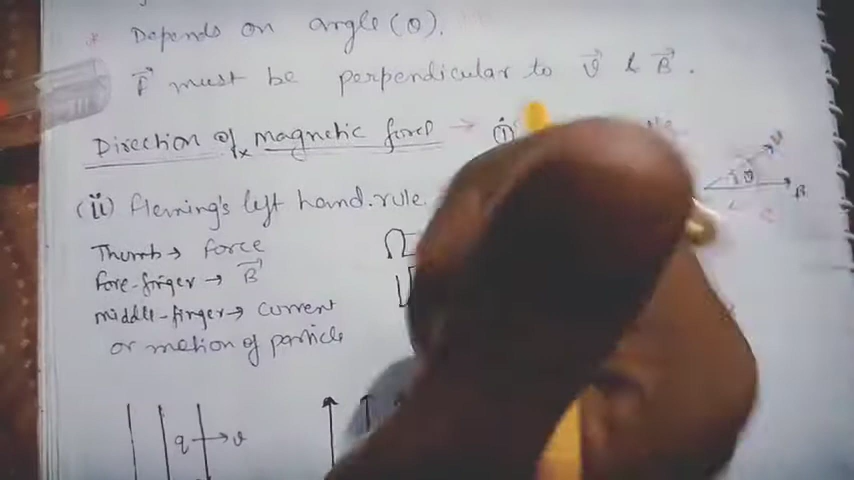 * Depends on angle (θ).
F must be perpendicular to v & B.
Direction of magnetic force → (i)
(ii) Fleming's left hand rule.
Thumb → force
Fore-finger → B
middle-finger → current
or motion of particle
q → v
θ
B